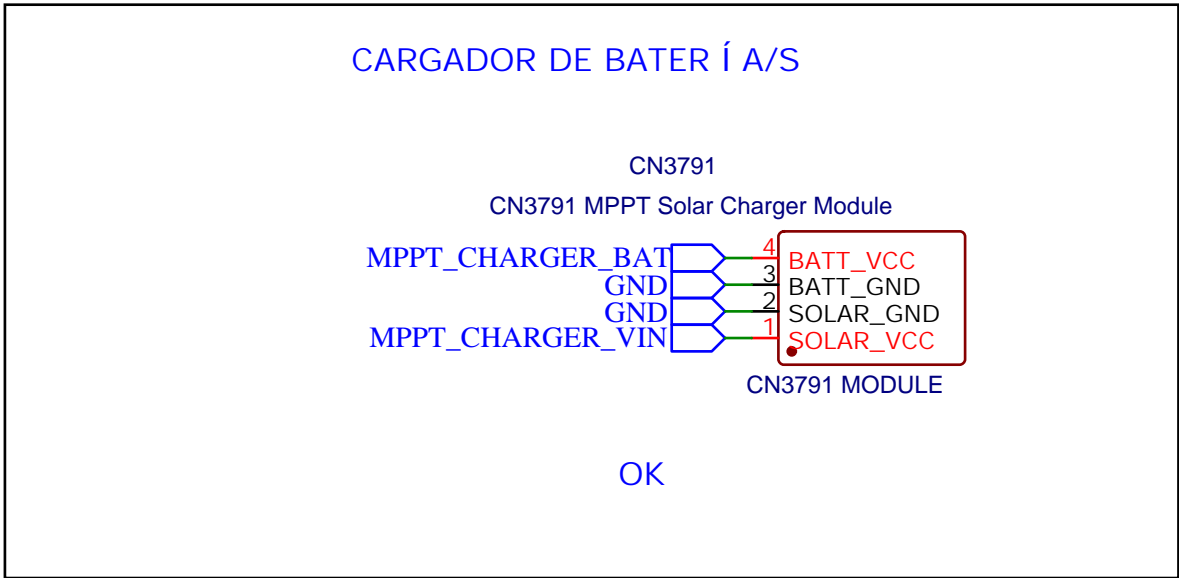 CARGADOR DE BATER Í A/S
CN3791
CN3791 MPPT Solar Charger Module
MPPT_CHARGER_BAT 4 BATT_VCC
GND 3 BATT_GND
GND 2 SOLAR_GND
MPPT_CHARGER_VIN 1 SOLAR_VCC
CN3791 MODULE
OK